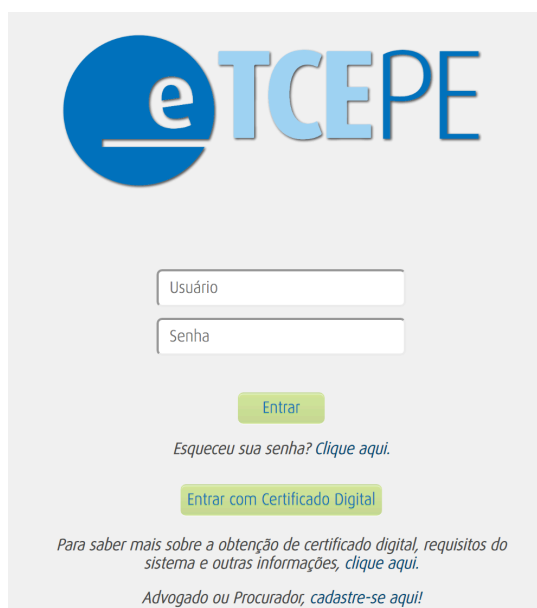 eTCEPE
Usuário
Senha
Entrar
Esqueceu sua senha? Clique aqui.
Entrar com Certificado Digital
Para saber mais sobre a obtenção de certificado digital, requisitos do
sistema e outras informações, clique aqui.
Advogado ou Procurador, cadastre-se aqui!